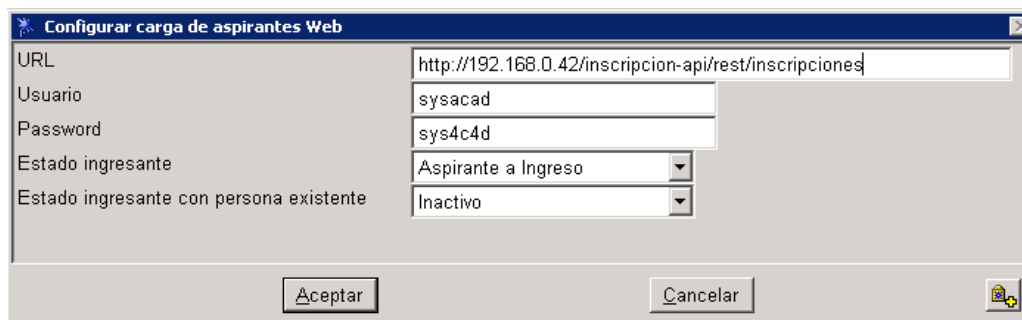 Configurar carga de aspirantes Web
URL http://192.168.0.42/inscripcion-api/rest/inscripciones
Usuario sysacad
Password sys4c4d
Estado ingresante Aspirante a Ingreso
Estado ingresante con persona existente Inactivo
Aceptar Cancelar